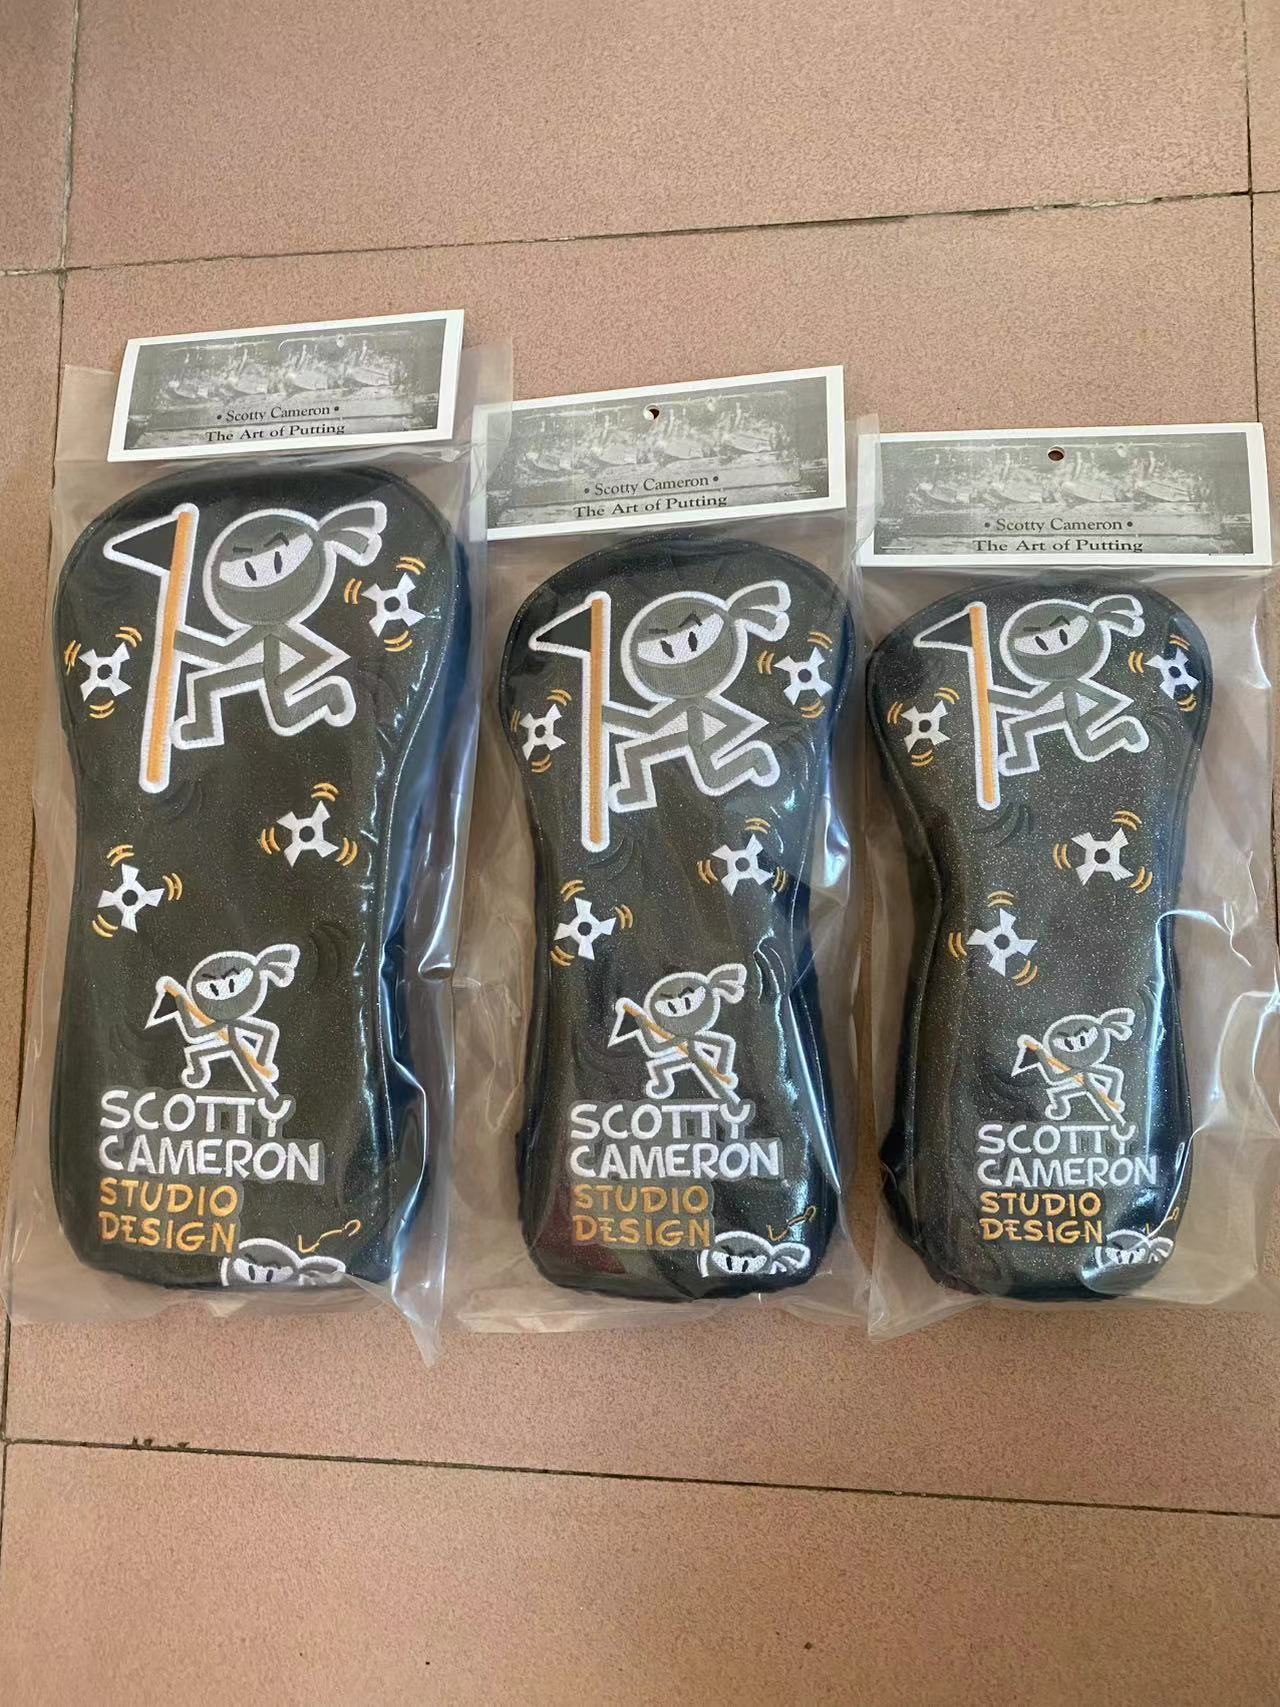 • Scotty Cameron •
The Art of Putting
• Scotty Cameron •
The Art of Putting
• Scotty Cameron •
The Art of Putting
SCOTTY
CAMERON
STUDIO
DESIGN
SCOTTY
CAMERON
STUDIO
DESIGN
SCOTTY
CAMERON
STUDIO
DESIGN